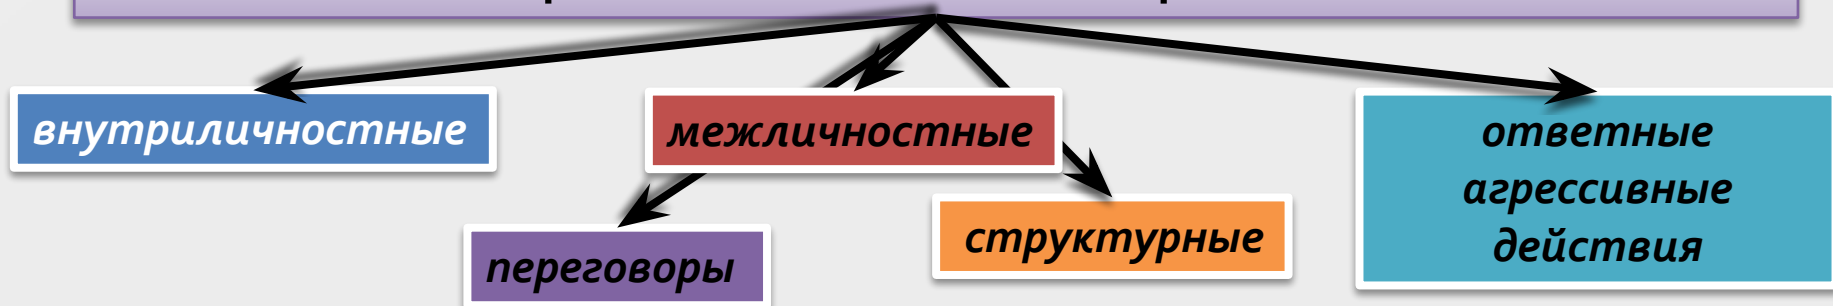 внутриличностные
межличностные
ответные
агрессивные
действия
структурные
переговоры